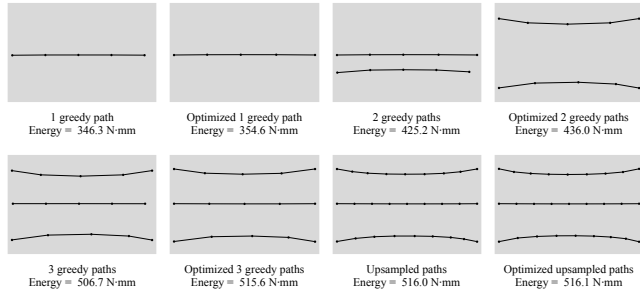 1 greedy path
Energy = 346.3 N·mm
Optimized 1 greedy path
Energy = 354.6 N·mm
2 greedy paths
Energy = 425.2 N·mm
Optimized 2 greedy paths
Energy = 436.0 N·mm
3 greedy paths
Energy = 506.7 N·mm
Optimized 3 greedy paths
Energy = 515.6 N·mm
Upsampled paths
Energy = 516.0 N·mm
Optimized upsampled paths
Energy = 516.1 N·mm